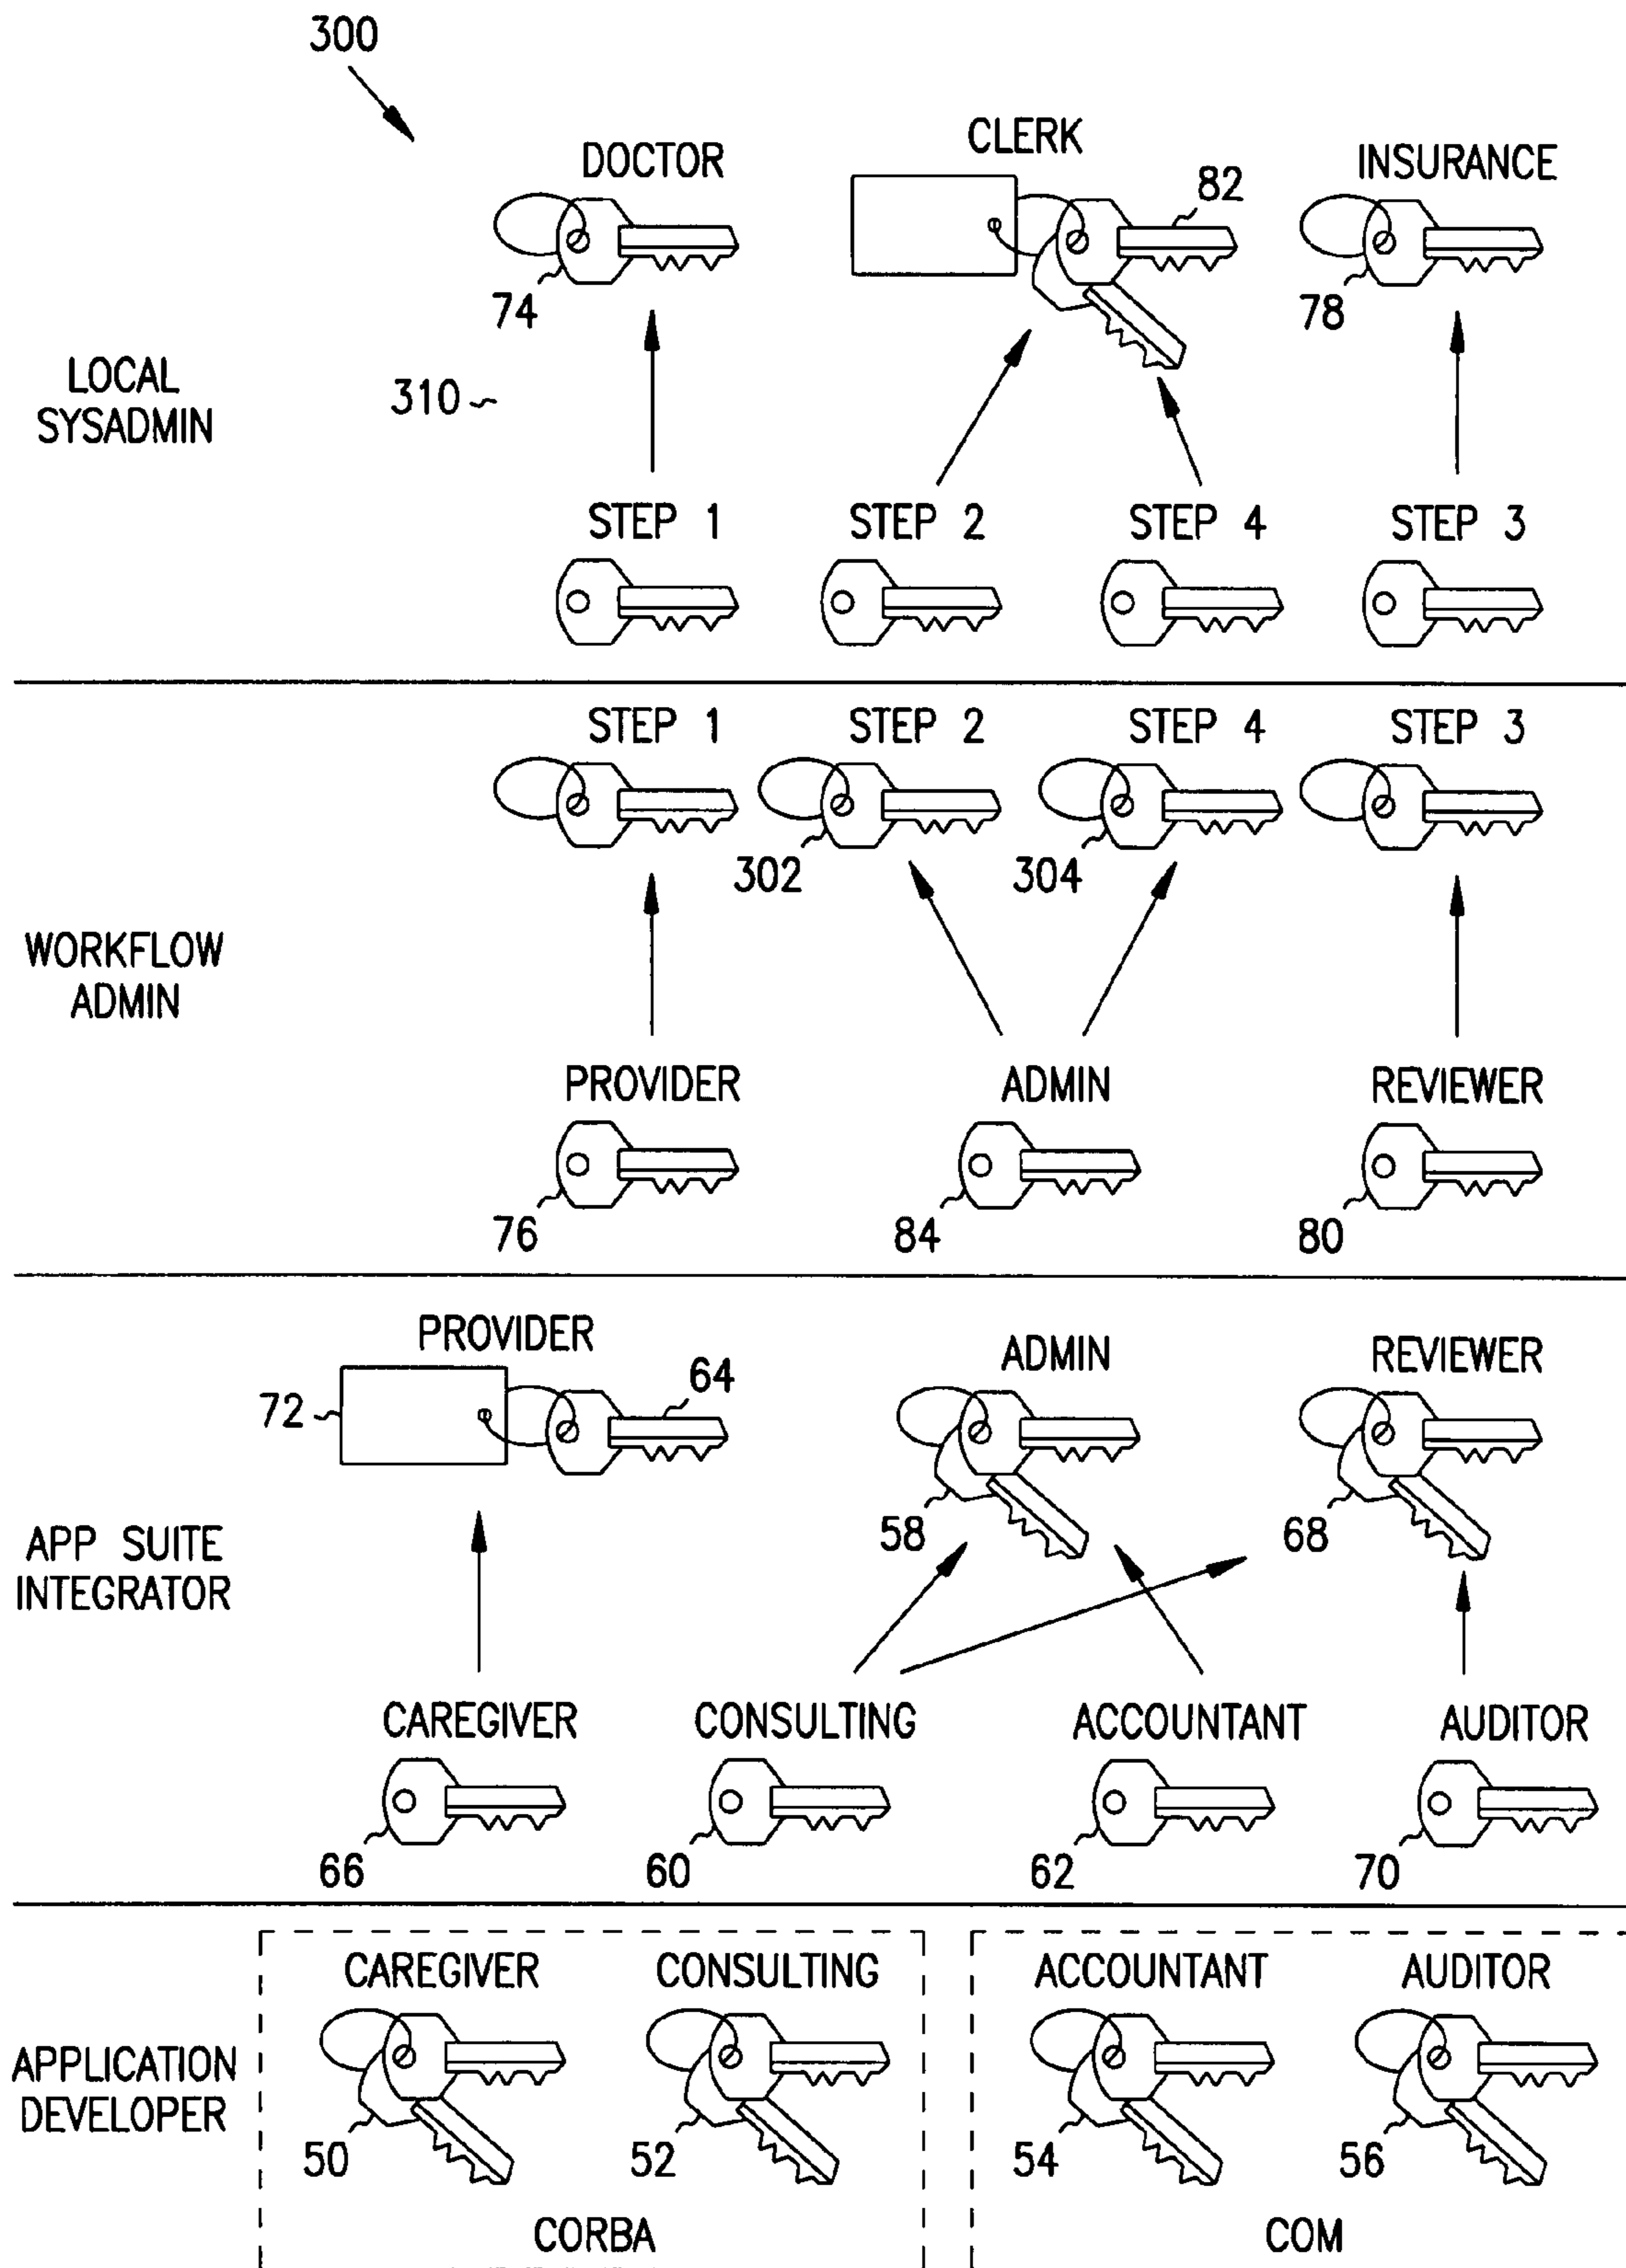 300
DOCTOR
CLERK
INSURANCE
82
74
78
LOCAL
SYSADMIN
310
STEP 1
STEP 2
STEP 4
STEP 3
STEP 1
STEP 2
STEP 4
STEP 3
302
304
WORKFLOW
ADMIN
PROVIDER
ADMIN
REVIEWER
76
84
80
PROVIDER
ADMIN
REVIEWER
72
64
58
68
APP SUITE
INTEGRATOR
CAREGIVER
CONSULTING
ACCOUNTANT
AUDITOR
66
60
62
70
CAREGIVER
CONSULTING
ACCOUNTANT
AUDITOR
APPLICATION
DEVELOPER
50
52
54
56
CORBA
COM